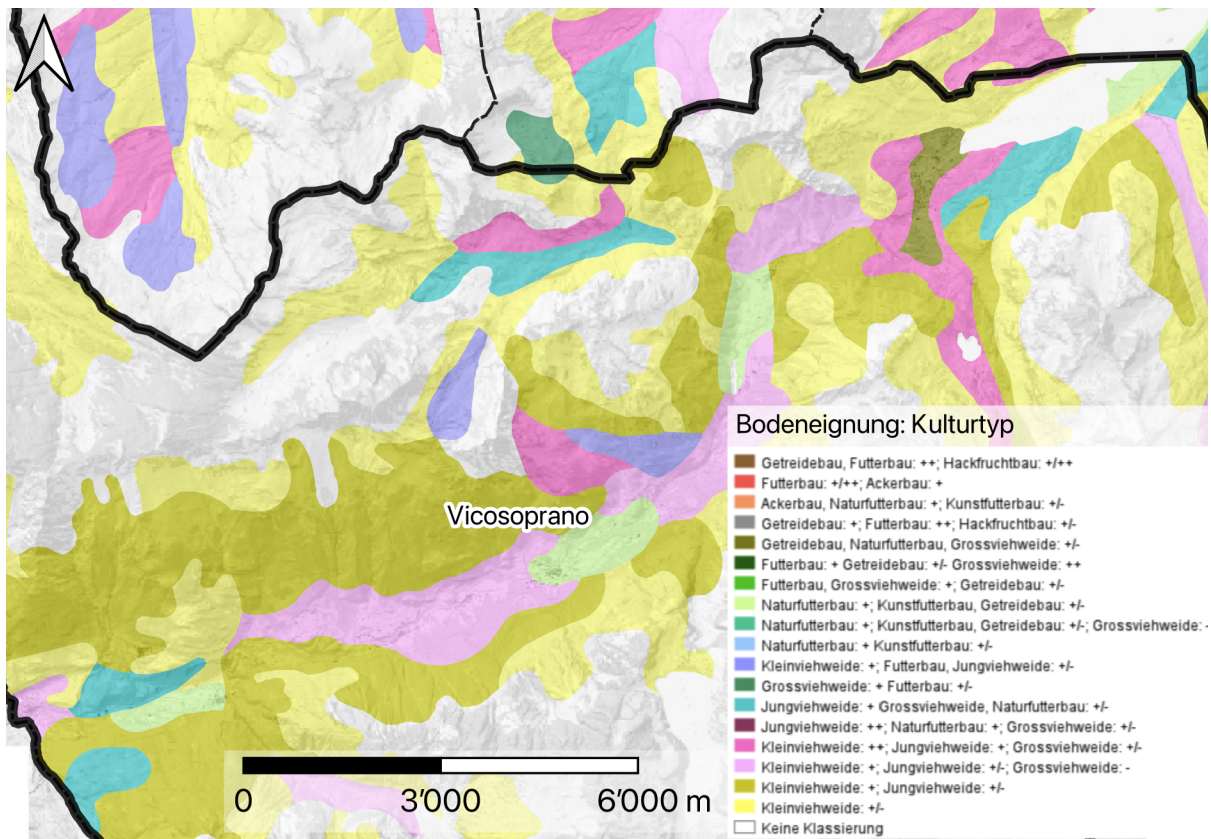 Vicosoprano
Bodeneignung: Kulturtyp
Getreidebau, Futterbau: ++; Hackfruchtbau: +/++
Futterbau: +/++; Ackerbau: +
Ackerbau, Naturfutterbau: +; Kunstfutterbau: +/-
Getreidebau: +; Futterbau: ++; Hackfruchtbau: +/-
Getreidebau, Naturfutterbau, Grossviehweide: +/-
Futterbau: + Getreidebau: +/- Grossviehweide: ++
Futterbau, Grossviehweide: +; Getreidebau: +/-
Naturfutterbau: +; Kunstfutterbau, Getreidebau: +/-
Naturfutterbau: +; Kunstfutterbau, Getreidebau: +/-; Grossviehweide: -
Naturfutterbau: + Kunstfutterbau: +/-
Kleinviehweide: +; Futterbau, Jungviehweide: +/-
Grossviehweide: + Futterbau: +/-
Jungviehweide: + Grossviehweide, Naturfutterbau: +/-
Jungviehweide: ++; Naturfutterbau: +; Grossviehweide: +/-
Kleinviehweide: ++; Jungviehweide: +; Grossviehweide: +/-
Kleinviehweide: +; Jungviehweide: +/-; Grossviehweide: -
Kleinviehweide: +; Jungviehweide: +/-
Kleinviehweide: +/-
Keine Klassierung
0 3'000 6'000 m